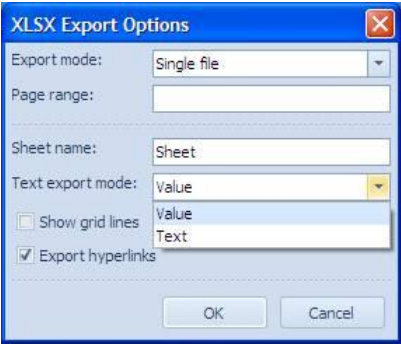 XLSX Export Options
Export mode: Single file
Page range:
Sheet name: Sheet
Text export mode: Value
Value
Show grid lines
Text
Export hyperlinks
OK Cancel